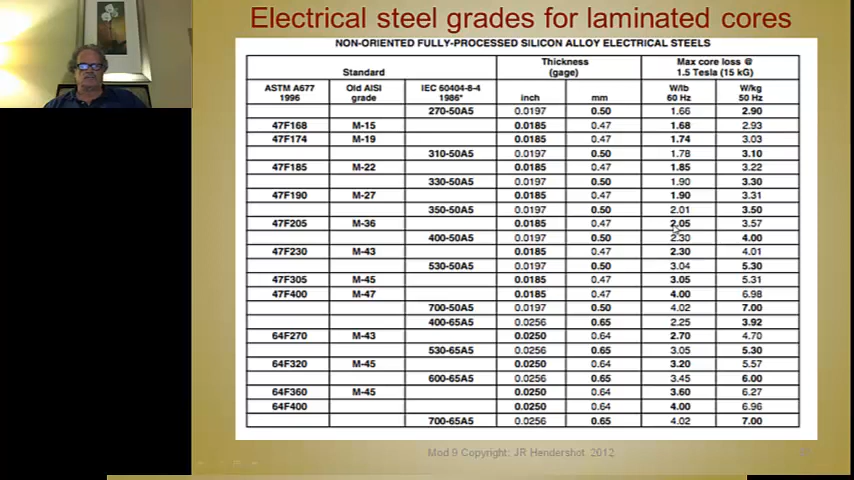 Electrical steel grades for laminated cores
NON-ORIENTED FULLY-PROCESSED SILICON ALLOY ELECTRICAL STEELS
Standard Thickness (gage) Max core loss @ 1.5 Tesla (15 kG)
ASTM A677 1996 Old AISI grade IEC 60404-8-4 1986* inch mm W/lb 60 Hz W/kg 50 Hz
270-50A5 0.0197 0.50 1.66 2.90
47F168 M-15 0.0185 0.47 1.68 2.93
47F174 M-19 0.0185 0.47 1.74 3.03
310-50A5 0.0197 0.50 1.78 3.10
47F185 M-22 0.0185 0.47 1.85 3.22
330-50A5 0.0197 0.50 1.90 3.30
47F190 M-27 0.0185 0.47 1.90 3.31
350-50A5 0.0197 0.50 2.01 3.50
47F205 M-36 0.0185 0.47 2.05 3.57
400-50A5 0.0197 0.50 2.30 4.00
47F230 M-43 0.0185 0.47 2.30 4.01
530-50A5 0.0197 0.50 3.04 5.30
47F305 M-45 0.0185 0.47 3.05 5.31
47F400 M-47 0.0185 0.47 4.00 6.98
700-50A5 0.0197 0.50 4.02 7.00
400-65A5 0.0256 0.65 2.25 3.92
64F270 M-43 0.0250 0.64 2.70 4.70
530-65A5 0.0256 0.65 3.05 5.30
64F320 M-45 0.0250 0.64 3.20 5.57
600-65A5 0.0256 0.65 3.45 6.00
64F360 M-45 0.0250 0.64 3.60 6.27
64F400 0.0250 0.64 4.00 6.96
700-65A5 0.0256 0.65 4.02 7.00
Mod 9 Copyright: JR Hendershot 2012